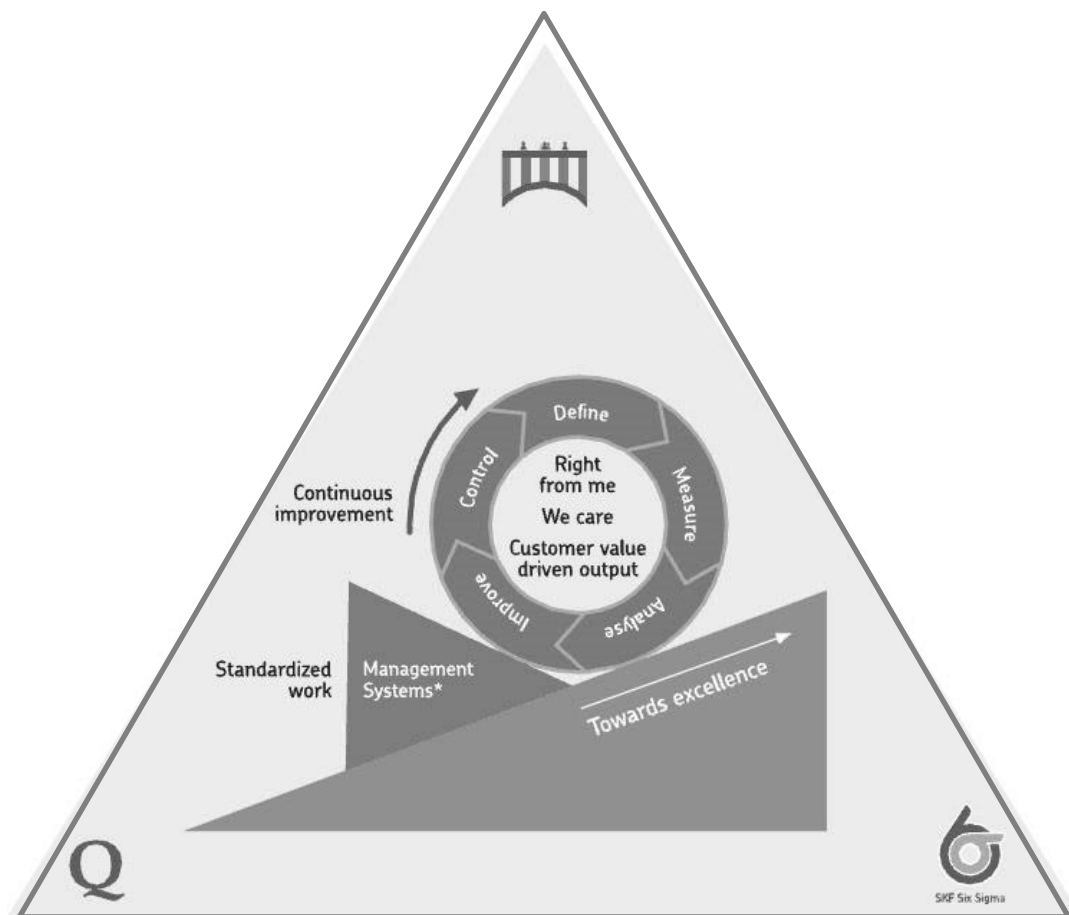 Define
Measure
Analyse
Improve
Control
Right
from me
We care
Customer value
driven output
Continuous
improvement
Standardized
work
Management
Systems*
Towards excellence
Q
SKF Six Sigma